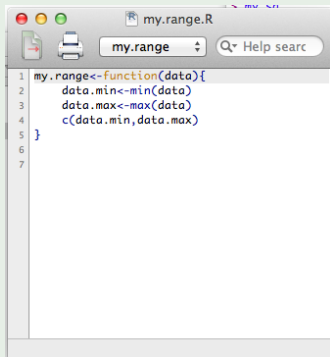 my.range.R
my.range
Help searc
1 my.range<-function(data){
2     data.min<-min(data)
3     data.max<-max(data)
4     c(data.min,data.max)
5 }
6
7